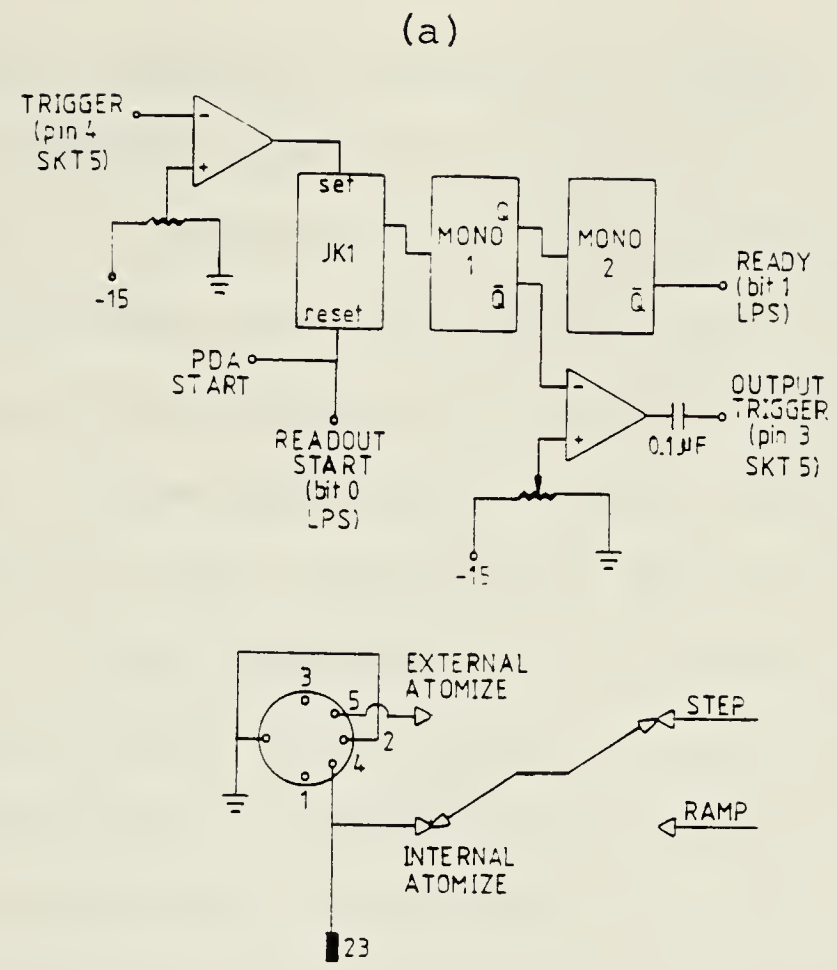 (a)
TRIGGER
(pin 4
SKT 5)
-
+
-15
set
JK1
reset
PDA
START
READOUT
START
(bit 0
LPS)
MONO
1
Q
Q̅
MONO
2
Q̅
READY
(bit 1
LPS)
-
+
0.1µF
OUTPUT
TRIGGER
(pin 3
SKT 5)
-15
EXTERNAL
ATOMIZE
3
5
2
4
1
STEP
RAMP
INTERNAL
ATOMIZE
23